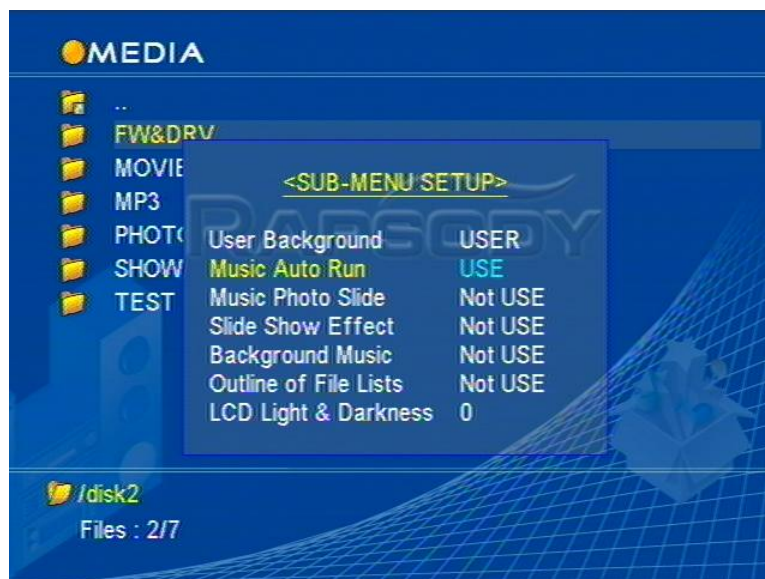 MEDIA
..
FW&DRV
MOVIE
MP3
PHOTO
SHOW
TEST
<SUB-MENU SETUP>
RAPSODY
User Background USER
Music Auto Run USE
Music Photo Slide Not USE
Slide Show Effect Not USE
Background Music Not USE
Outline of File Lists Not USE
LCD Light & Darkness 0
/disk2
Files : 2/7